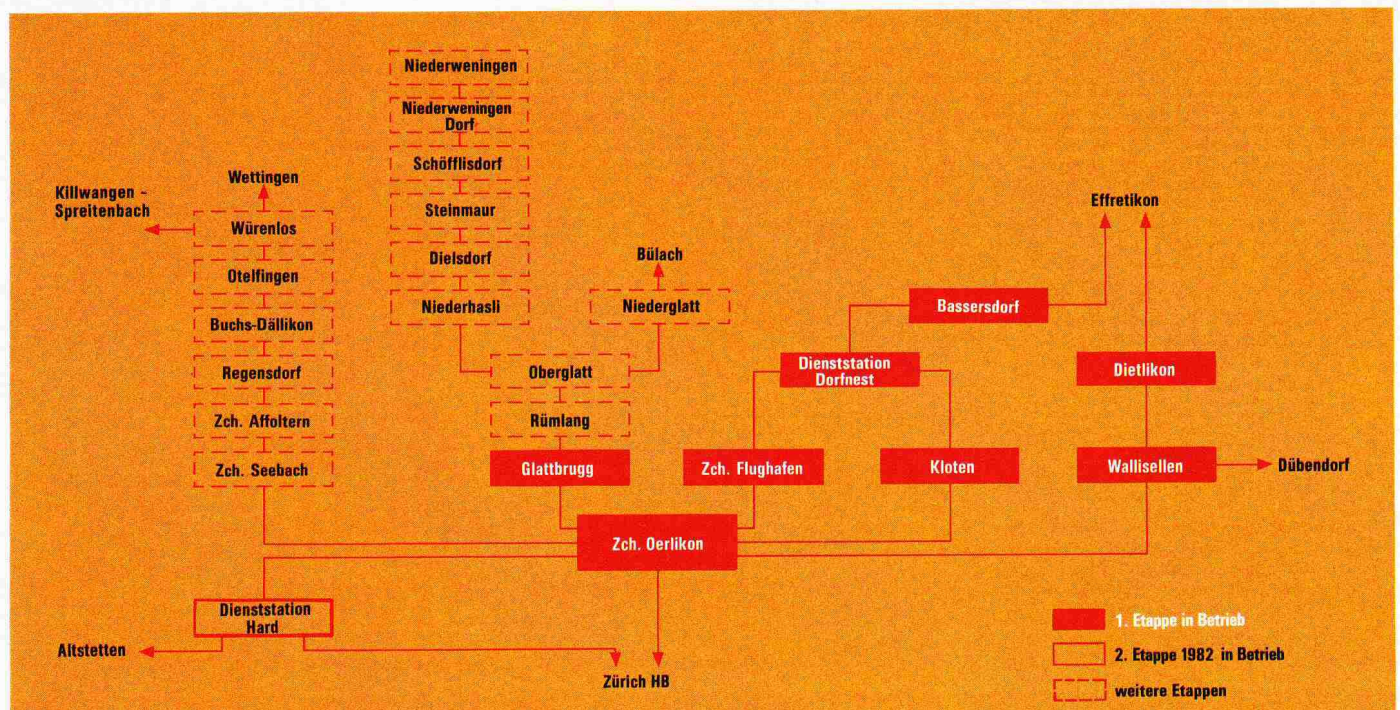 Niederweningen
Niederweningen
Dorf
Schöfflisdorf
Steinmaur
Dielsdorf
Niederhasli
Wettingen
Killwangen -
Spreitenbach
Würenlos
Otelfingen
Buchs-Dällikon
Regensdorf
Zch. Affoltern
Zch. Seebach
Bülach
Niederglatt
Oberglatt
Rümlang
Glattbrugg
Effretikon
Bassersdorf
Dienststation
Dorfnest
Zch. Flughafen
Kloten
Dietlikon
Wallisellen
Dübendorf
Zch. Oerlikon
Dienststation
Hard
Altstetten
Zürich HB
1. Etappe in Betrieb
2. Etappe 1982 in Betrieb
weitere Etappen